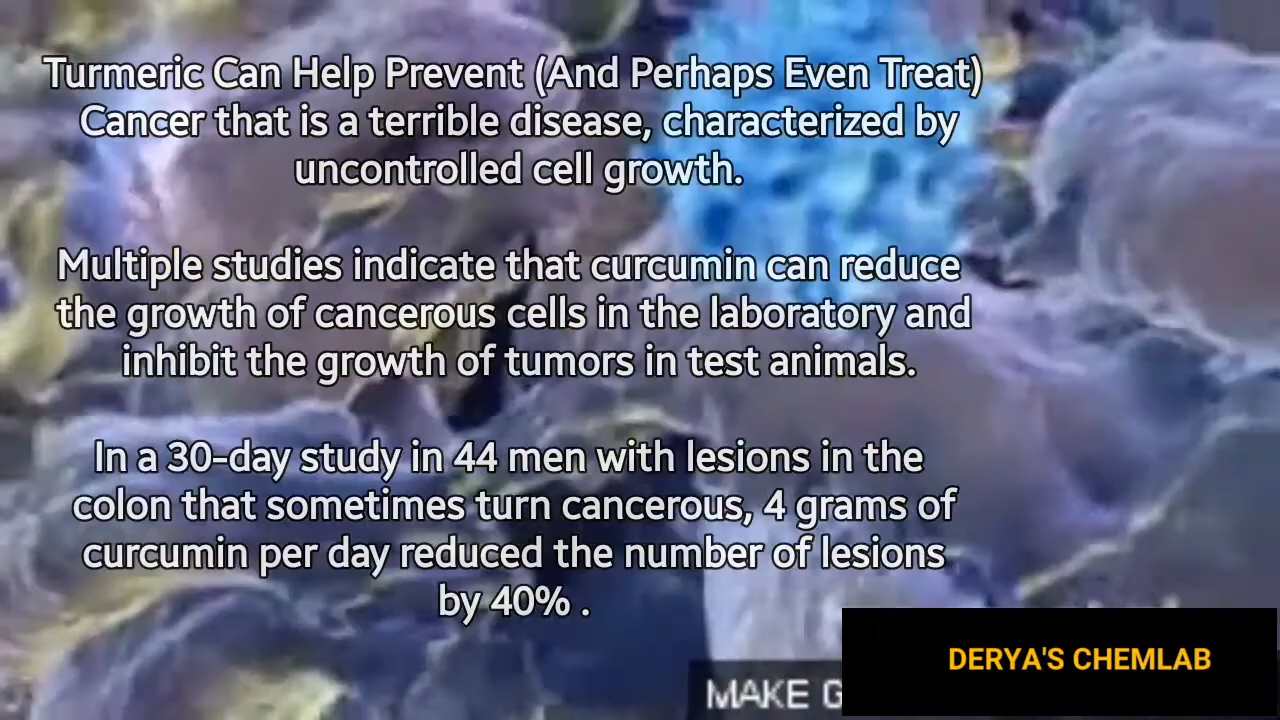 Turmeric Can Help Prevent (And Perhaps Even Treat)
Cancer that is a terrible disease, characterized by
uncontrolled cell growth.
Multiple studies indicate that curcumin can reduce
the growth of cancerous cells in the laboratory and
inhibit the growth of tumors in test animals.
In a 30-day study in 44 men with lesions in the
colon that sometimes turn cancerous, 4 grams of
curcumin per day reduced the number of lesions
by 40% .
DERYA'S CHEMLAB
MAKE